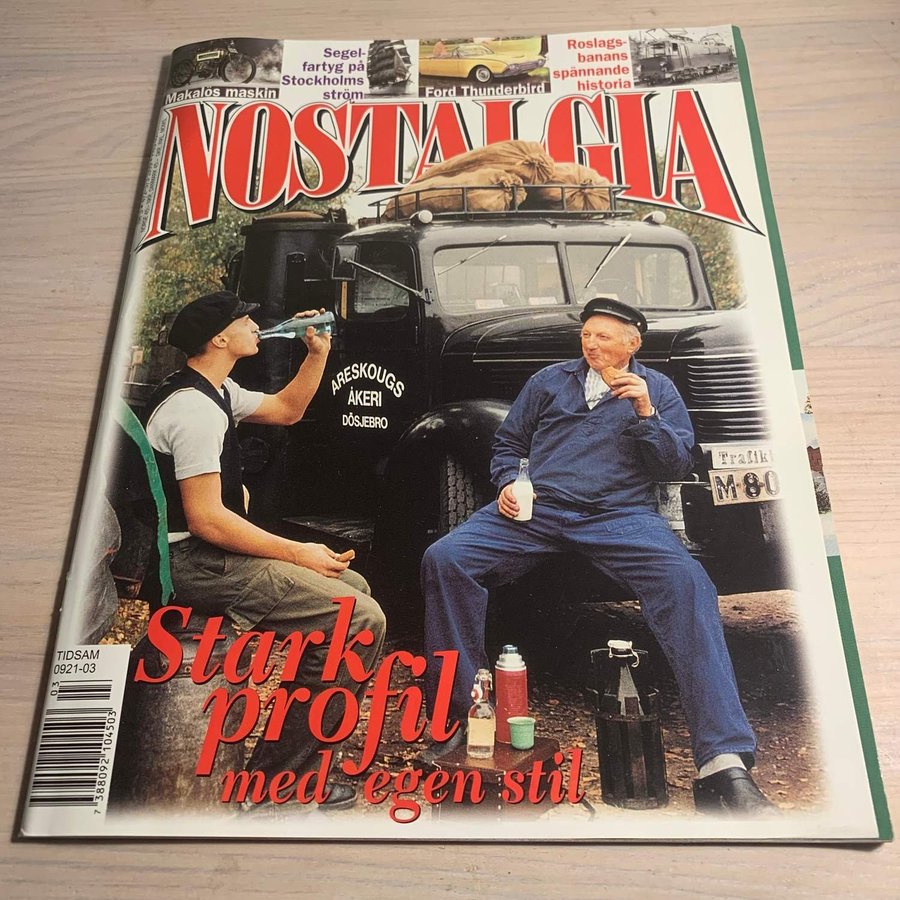 Makalös maskin
Segel-
fartyg på
Stockholms
ström
Ford Thunderbird
Roslags-
banans
spännande
historia
NOSTALGIA
ARESKOUGS
ÅKERI
DÖSJEBRO
Trafik
M·80
Stark
profil
med egen stil
TIDSAM
0921-03
03
7 388092 104503